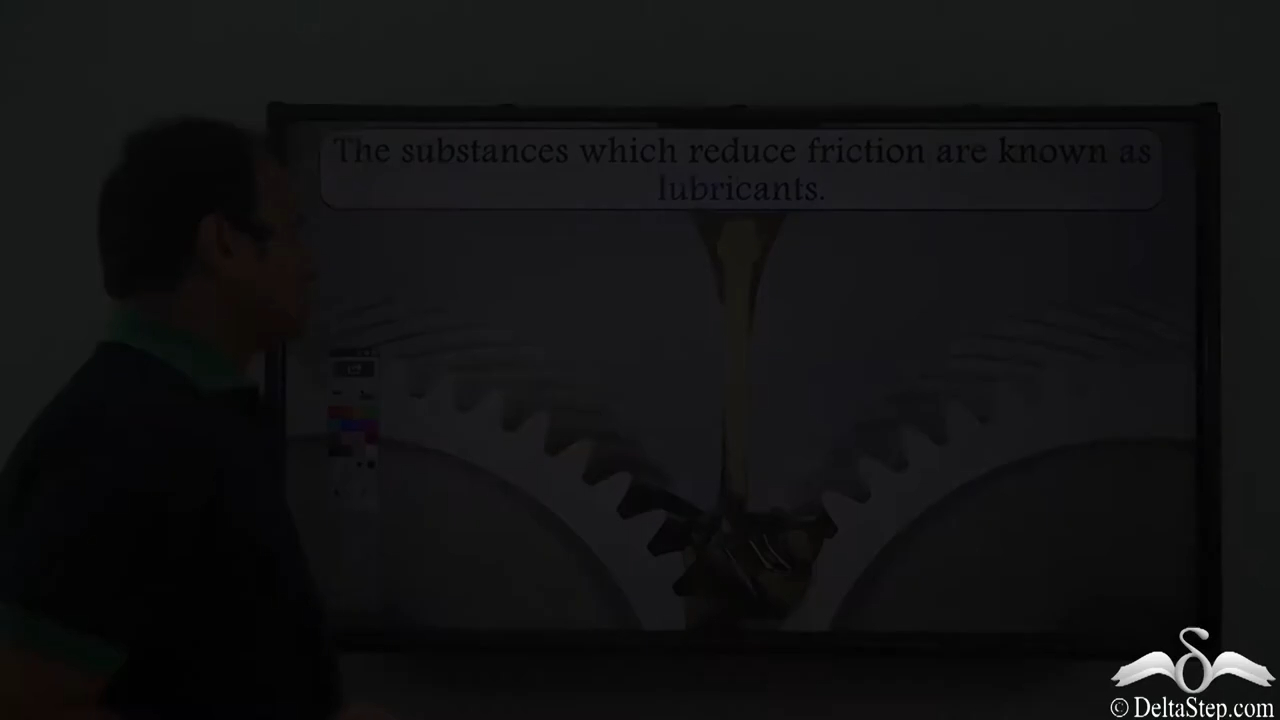 The substances which reduce friction are known as
lubricants.
© DeltaStep.com